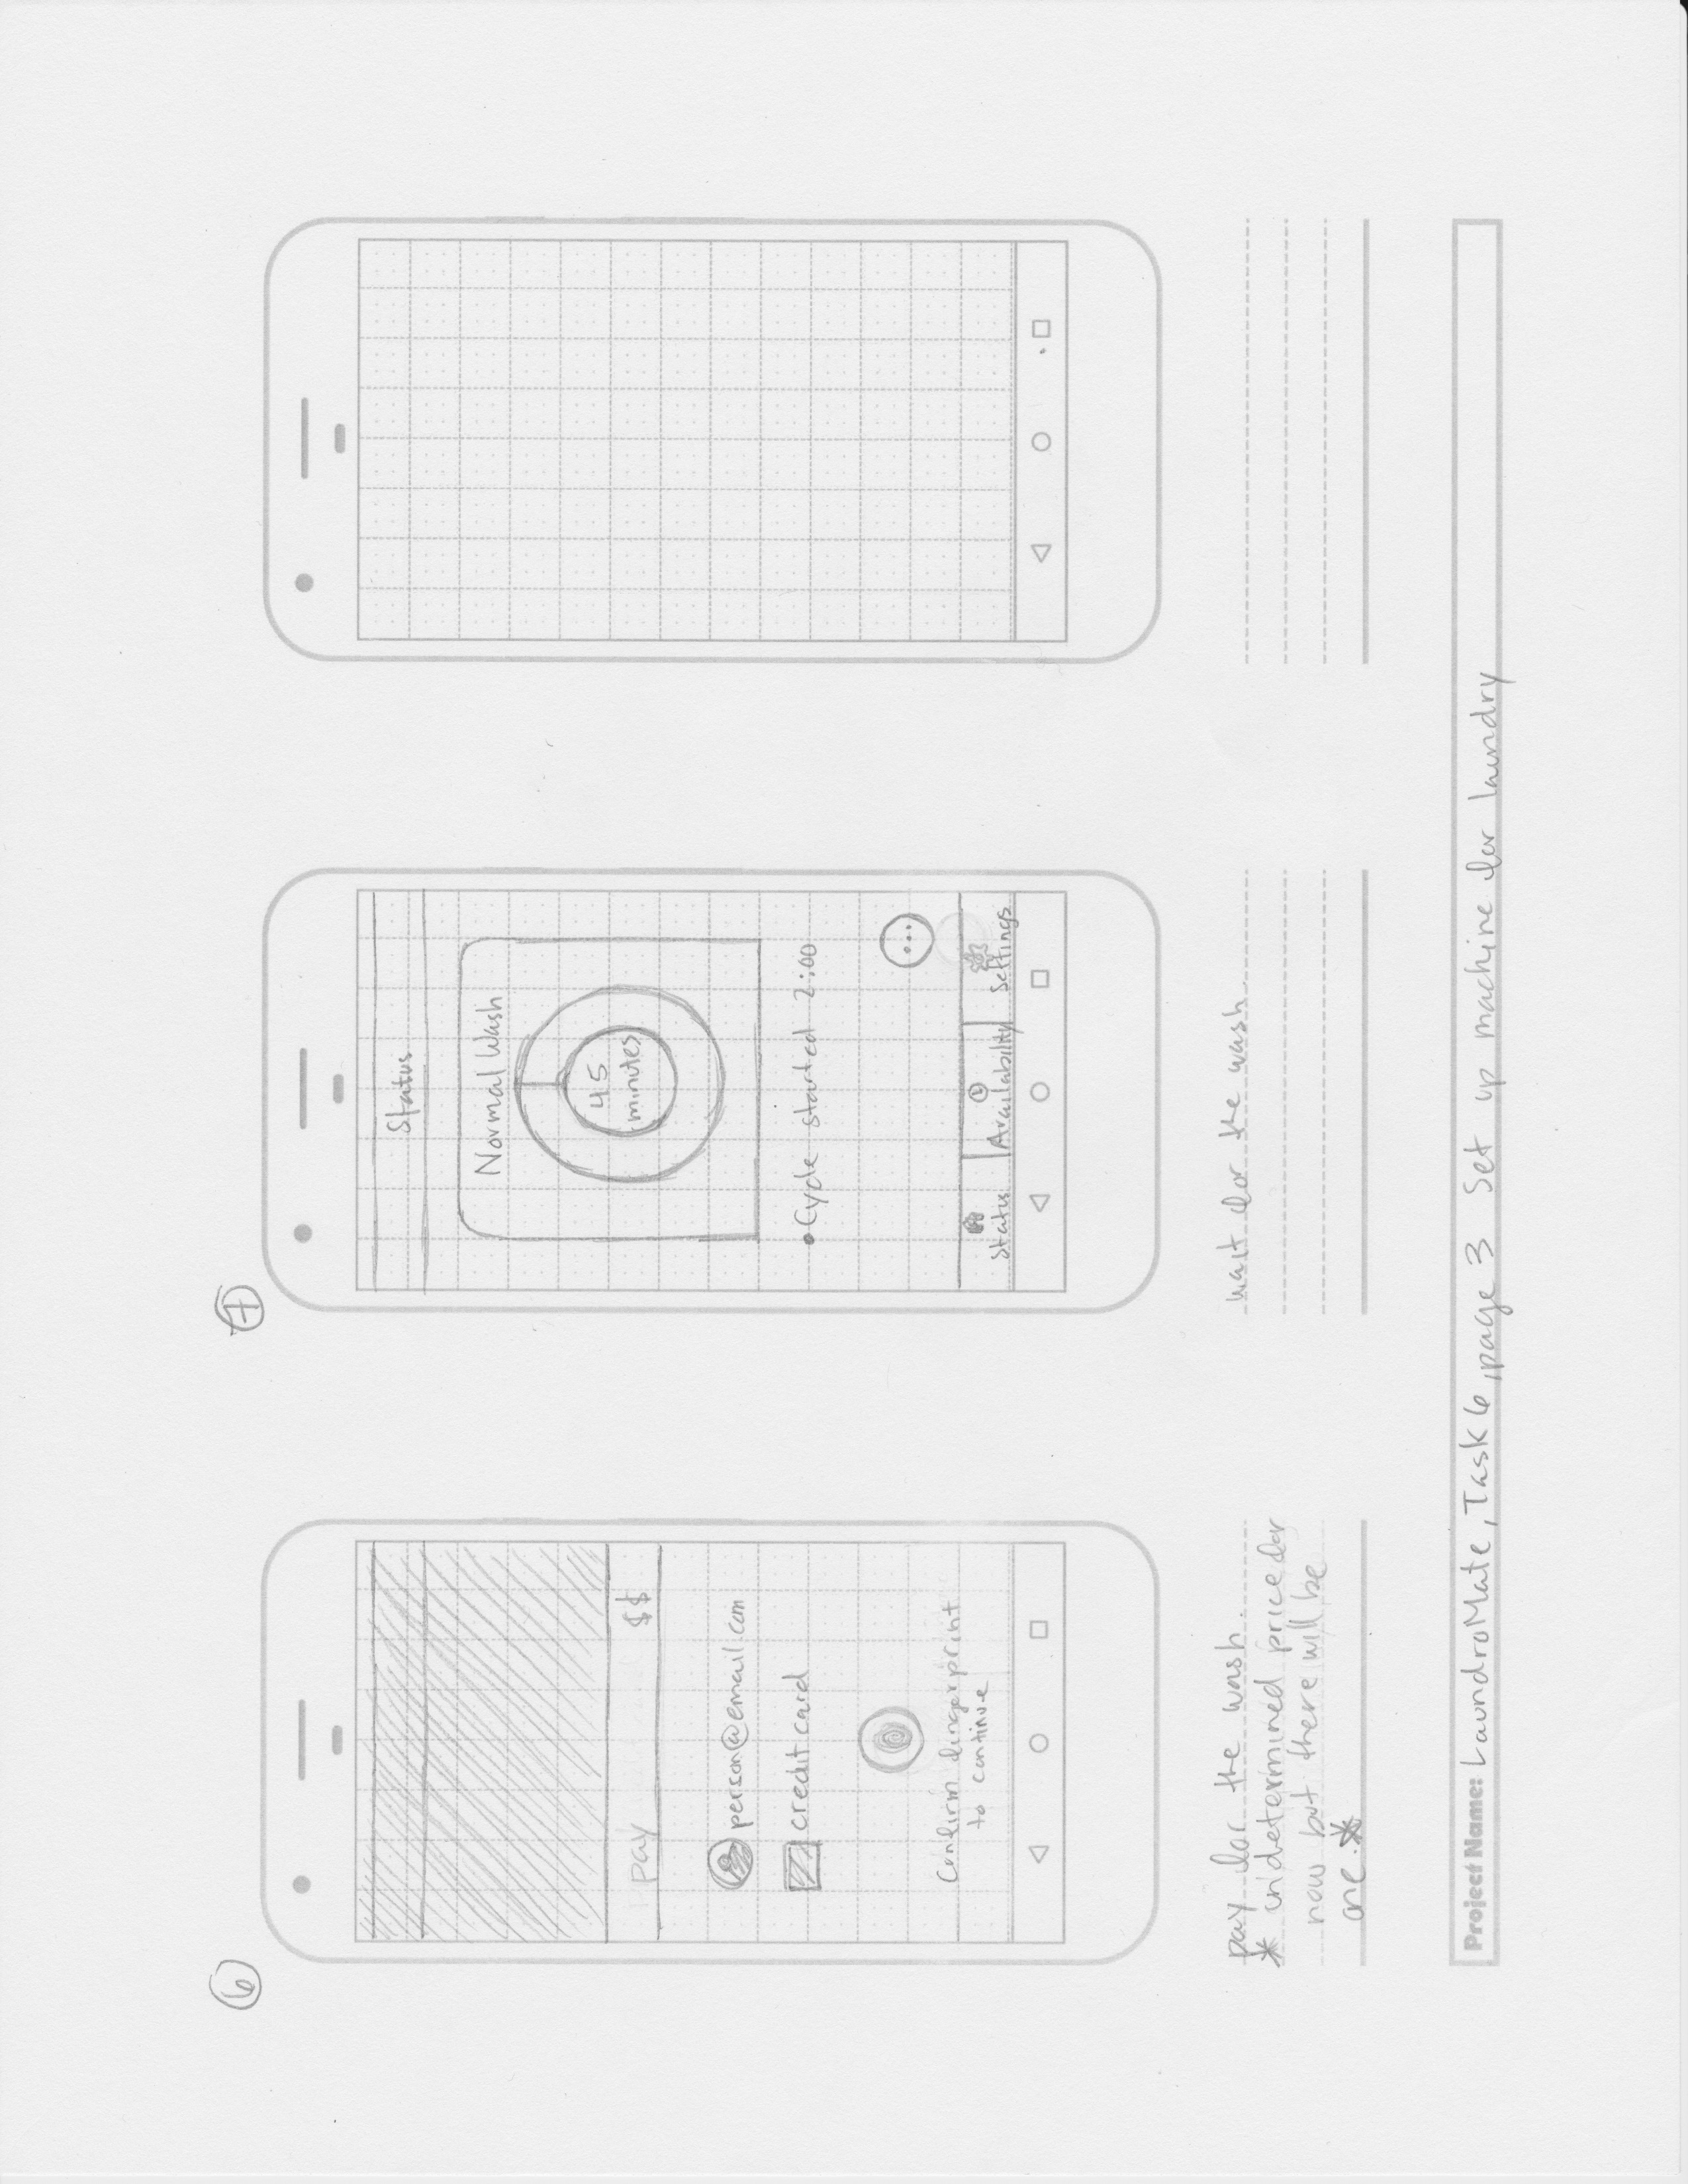 6
7
pay $$
person@email.com
credit card
Confirm fingerprint
to continue
Status
Normal Wash
45
minutes
• Cycle started 2:00
...
Status Availability Settings
pay for the wash.
* undetermined price for
now but there will be
one.*
wait for the wash.
Project Name: LaundroMate, Task 6, page 3 Set up machine for laundry